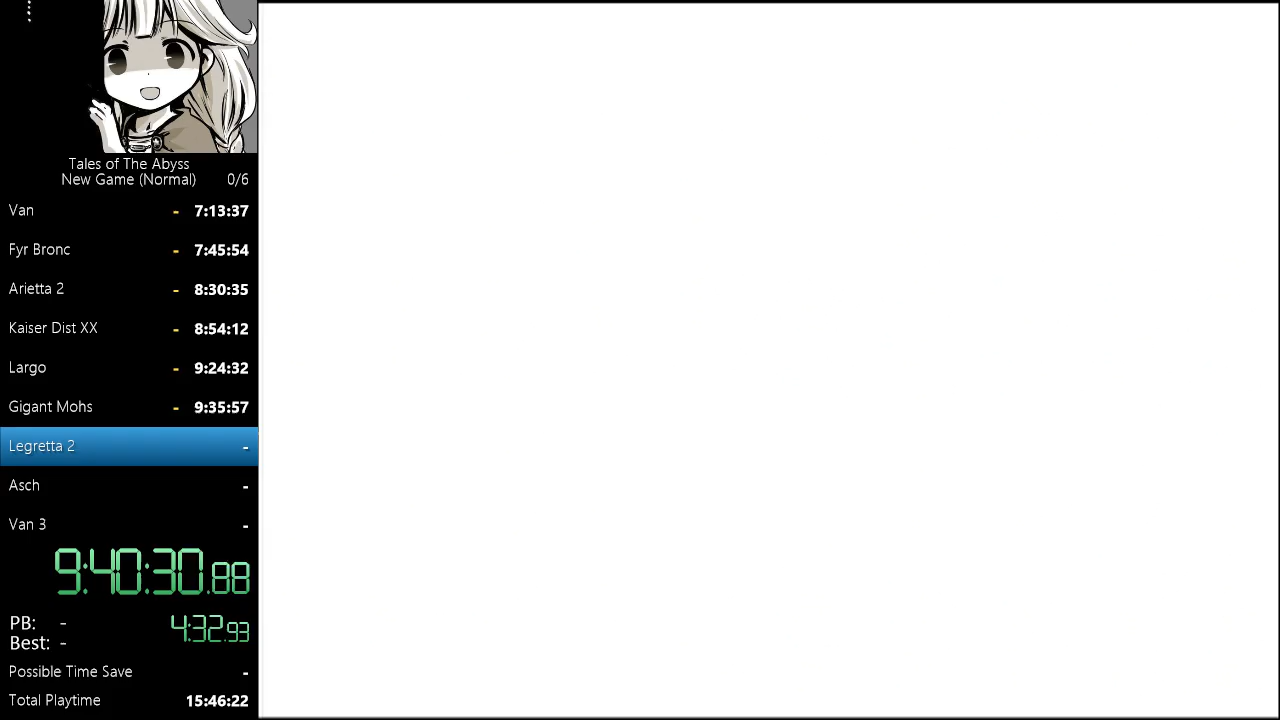 Tales of The Abyss
New Game (Normal) 0/6
Van - 7:13:37
Fyr Bronc - 7:45:54
Arietta 2 - 8:30:35
Kaiser Dist XX - 8:54:12
Largo - 9:24:32
Gigant Mohs - 9:35:57
Legretta 2 -
Asch -
Van 3 -
9:40:30.88
PB: - 4:32.93
Best: -
Possible Time Save -
Total Playtime 15:46:22